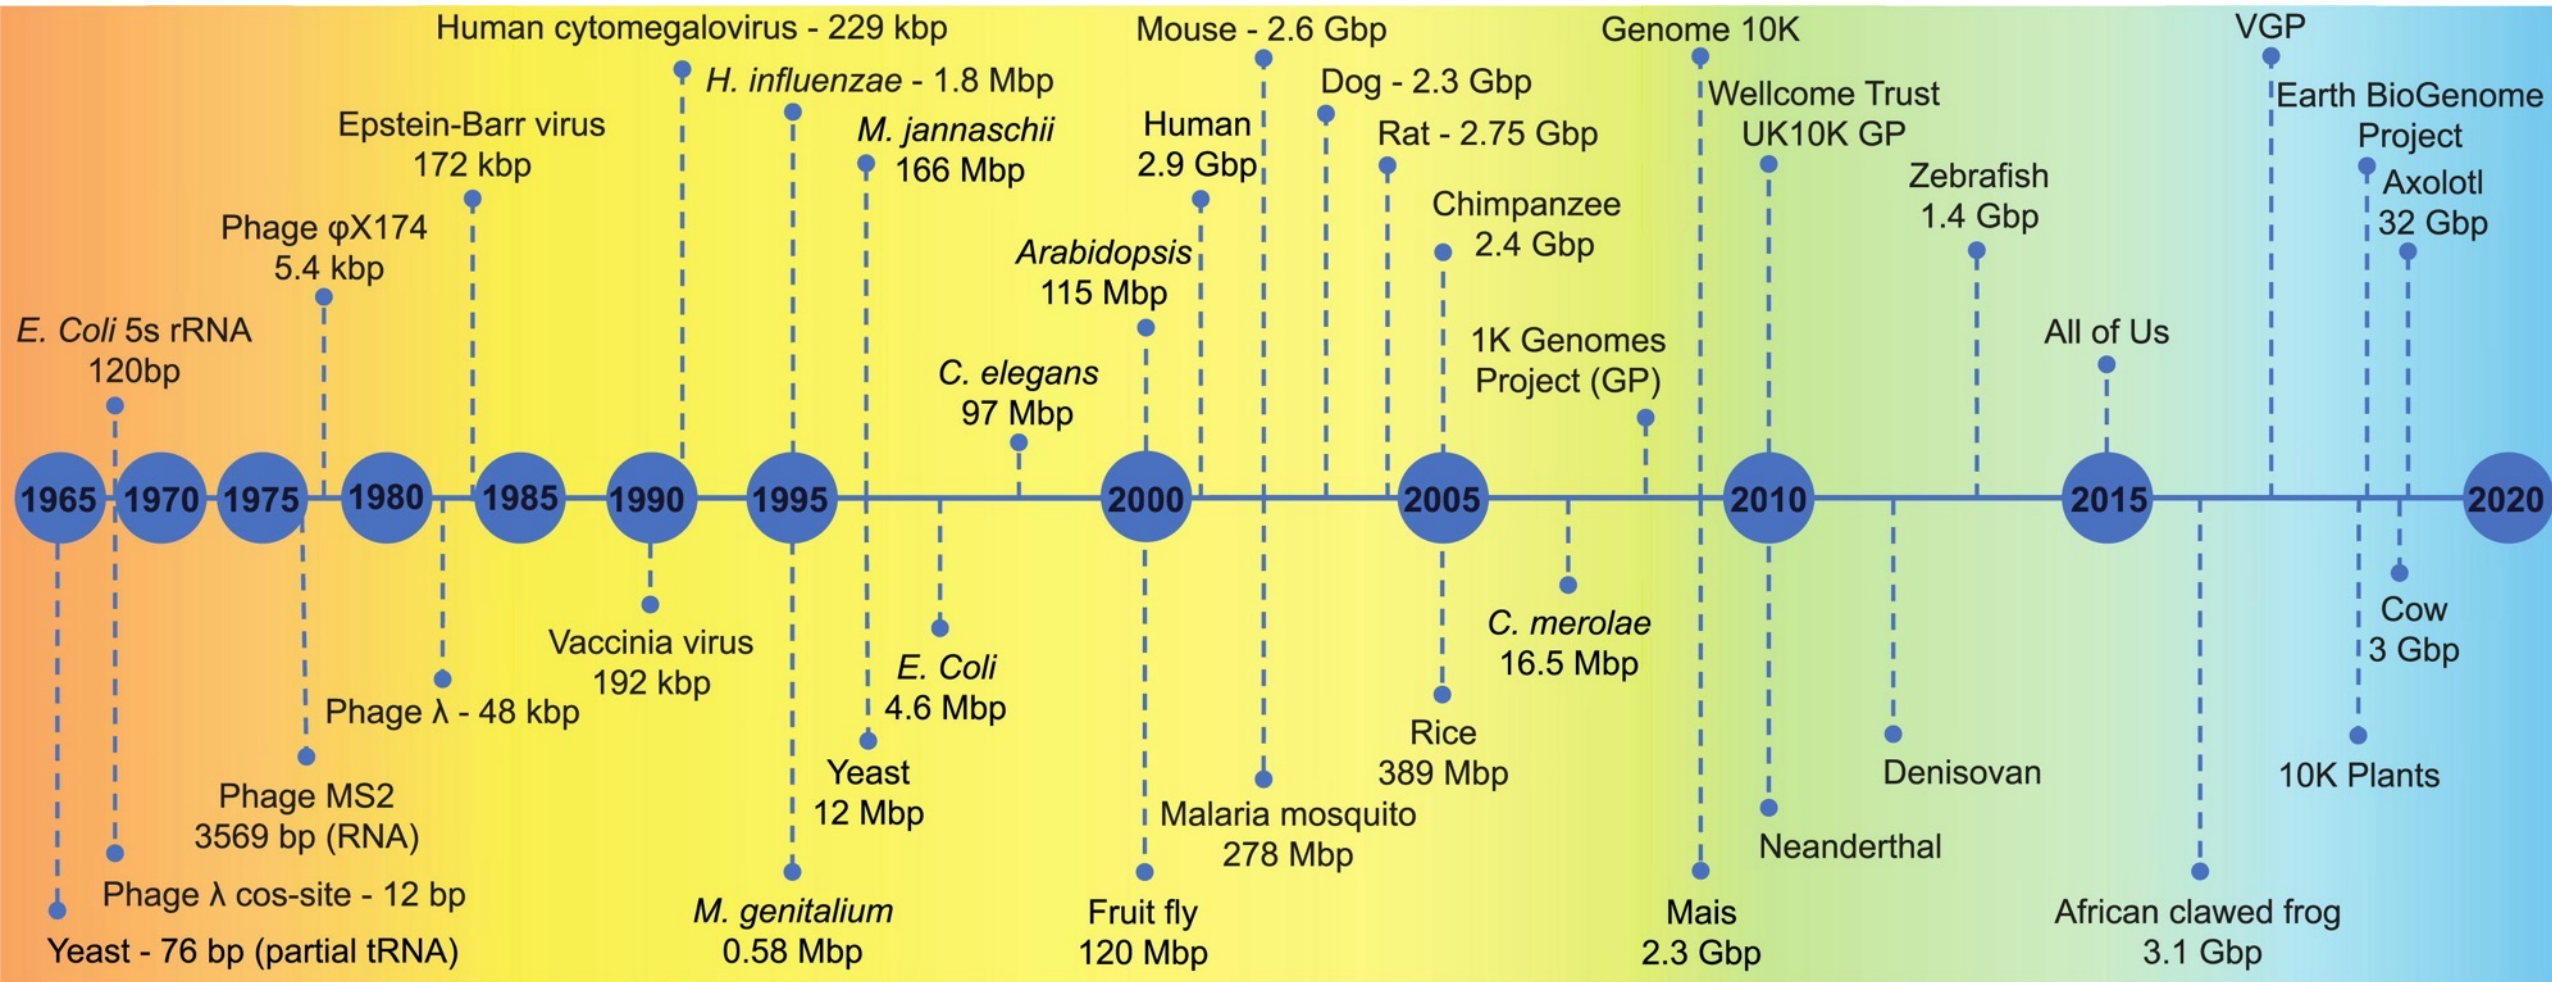 Human cytomegalovirus - 229 kbp
Mouse - 2.6 Gbp
Genome 10K
VGP
H. influenzae - 1.8 Mbp
Dog - 2.3 Gbp
Wellcome Trust
UK10K GP
Earth BioGenome
Project
Epstein-Barr virus
172 kbp
M. jannaschii
166 Mbp
Human
2.9 Gbp
Rat - 2.75 Gbp
Zebrafish
1.4 Gbp
Axolotl
32 Gbp
Phage φX174
5.4 kbp
Arabidopsis
115 Mbp
Chimpanzee
2.4 Gbp
E. Coli 5s rRNA
120bp
C. elegans
97 Mbp
1K Genomes
Project (GP)
All of Us
1965 1970 1975 1980 1985 1990 1995 2000 2005 2010 2015 2020
Vaccinia virus
192 kbp
E. Coli
4.6 Mbp
C. merolae
16.5 Mbp
Cow
3 Gbp
Phage λ - 48 kbp
Rice
389 Mbp
Yeast
12 Mbp
Denisovan
10K Plants
Phage MS2
3569 bp (RNA)
Malaria mosquito
278 Mbp
Neanderthal
Phage λ cos-site - 12 bp
Yeast - 76 bp (partial tRNA)
M. genitalium
0.58 Mbp
Fruit fly
120 Mbp
Mais
2.3 Gbp
African clawed frog
3.1 Gbp